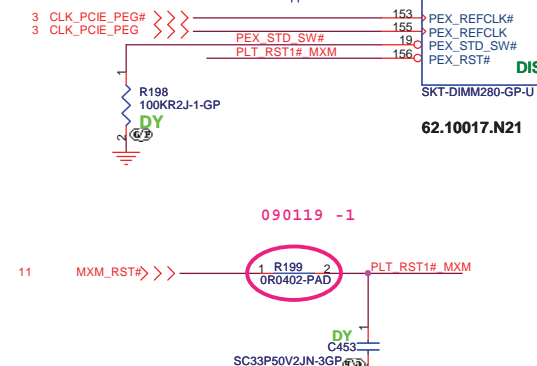 3 CLK_PCIE_PEG#
3 CLK_PCIE_PEG
153 PEX_REFCLK#
155 PEX_REFCLK
PEX_STD_SW# 19 PEX_STD_SW#
PLT_RST1#_MXM 156 PEX_RST#
DIS
1
R198
100KR2J-1-GP
DY
2
SKT-DIMM280-GP-U
62.10017.N21
090119 -1
11 MXM_RST# 1 R199 2 PLT_RST1#_MXM
0R0402-PAD
1
DY
C453
SC33P50V2JN-3GP